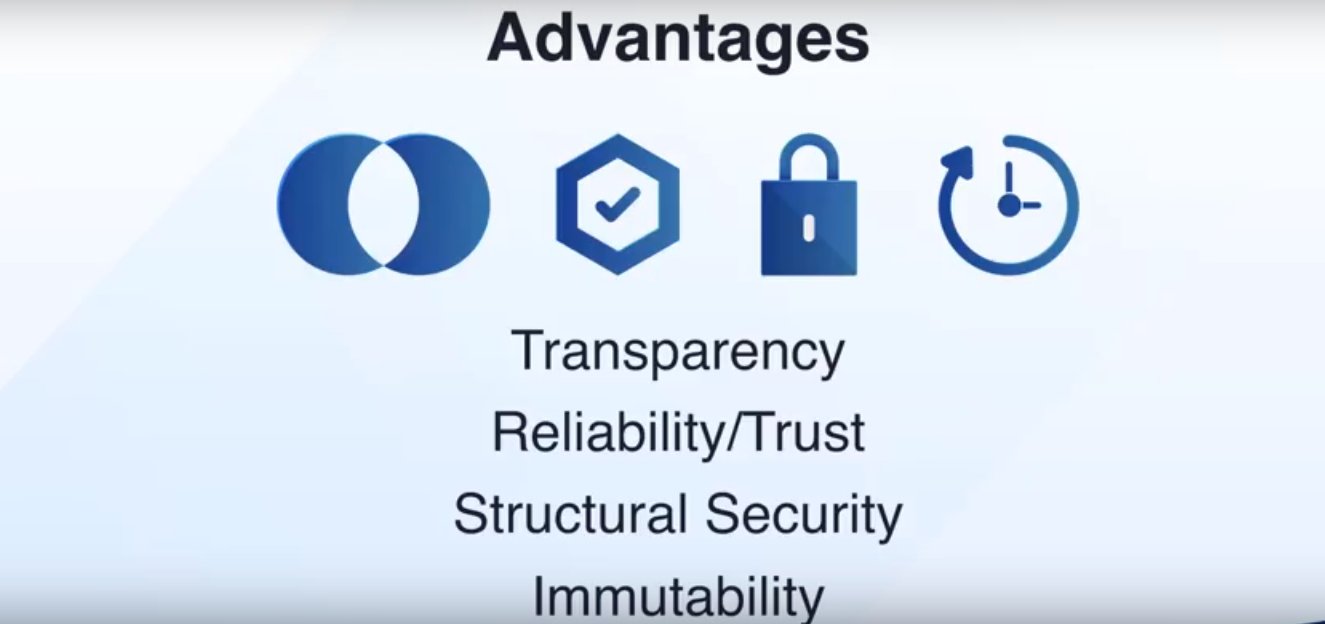 Advantages
Transparency
Reliability/Trust
Structural Security
Immutability